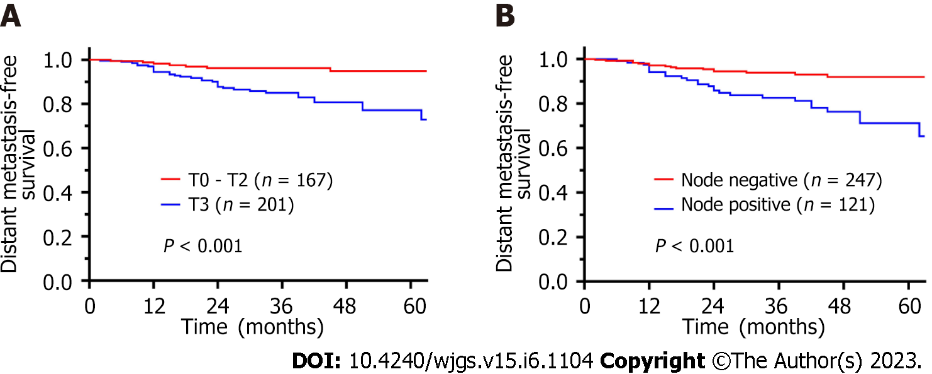 A
Distant metastasis-free
survival
1.0
0.8
0.6
0.4
0.2
0.0
T0 - T2 (n = 167)
T3 (n = 201)
P < 0.001
0 12 24 36 48 60
Time (months)
B
Distant metastasis-free
survival
1.0
0.8
0.6
0.4
0.2
0.0
Node negative (n = 247)
Node positive (n = 121)
P < 0.001
0 12 24 36 48 60
Time (months)
DOI: 10.4240/wjgs.v15.i6.1104 Copyright ©The Author(s) 2023.